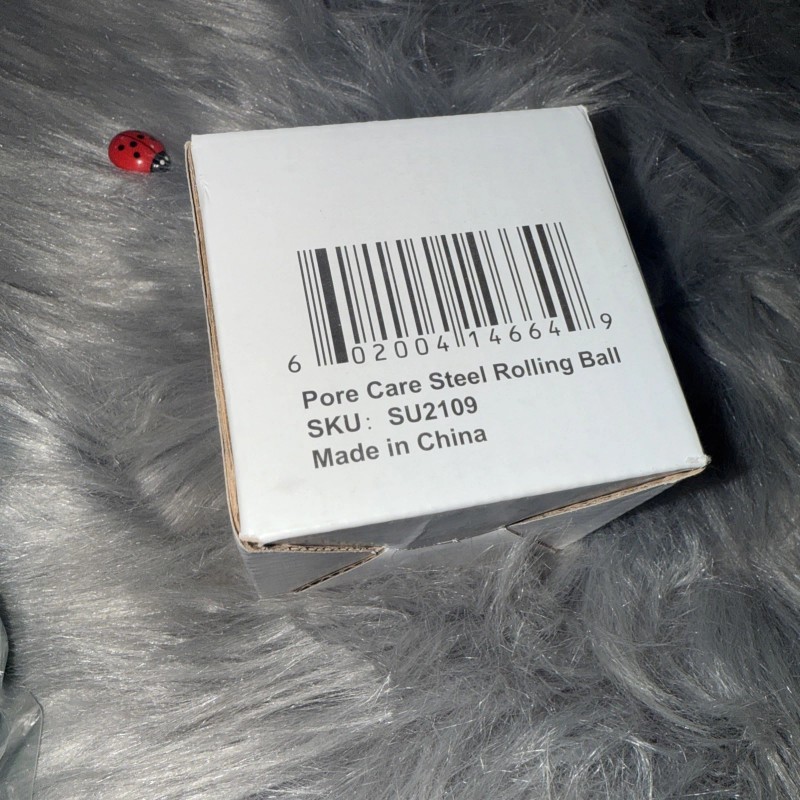 6 02004 14664 9
Pore Care Steel Rolling Ball
SKU: SU2109
Made in China